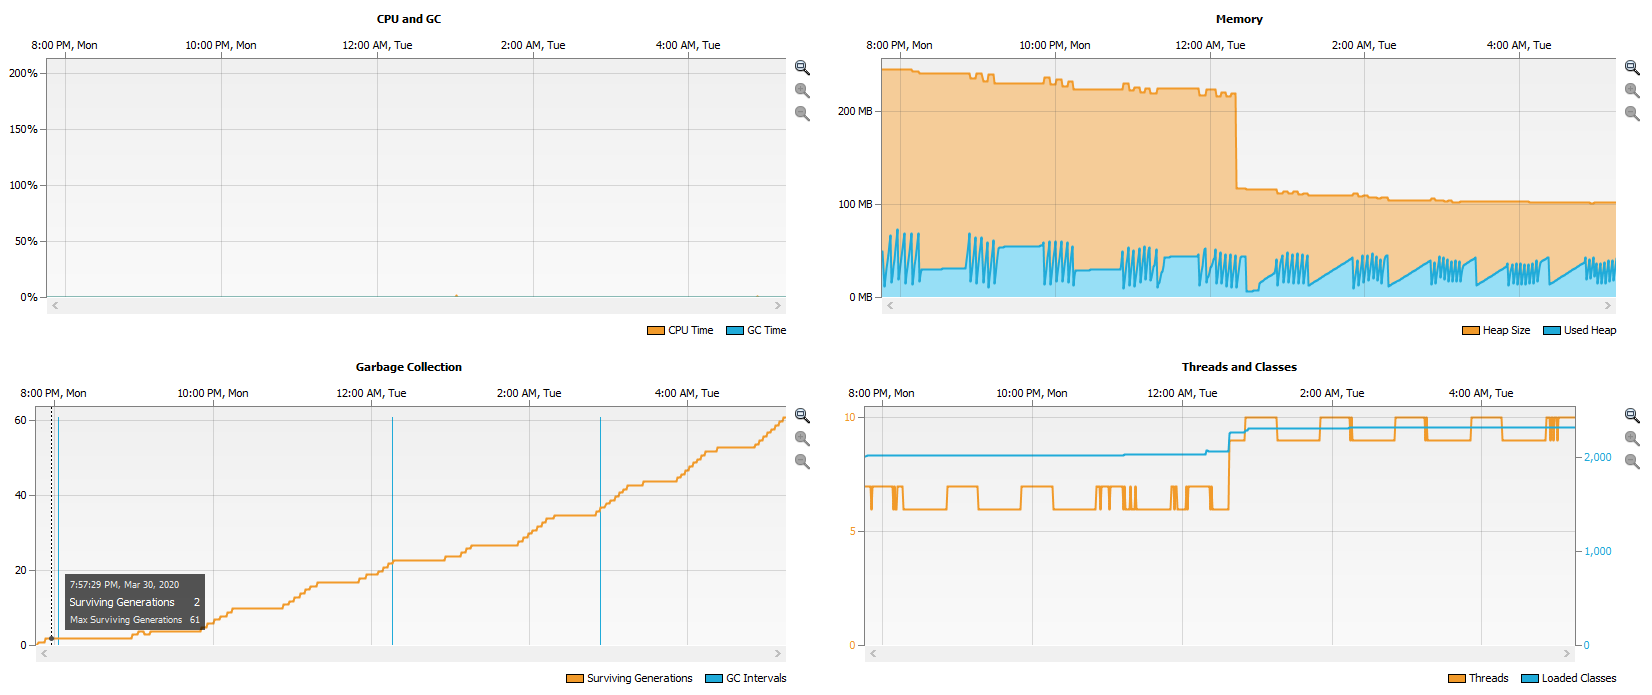 CPU and GC
8:00 PM, Mon 10:00 PM, Mon 12:00 AM, Tue 2:00 AM, Tue 4:00 AM, Tue
200%
150%
100%
50%
0%
CPU Time GC Time
Memory
8:00 PM, Mon 10:00 PM, Mon 12:00 AM, Tue 2:00 AM, Tue 4:00 AM, Tue
200 MB
100 MB
0 MB
Heap Size Used Heap
Garbage Collection
8:00 PM, Mon 10:00 PM, Mon 12:00 AM, Tue 2:00 AM, Tue 4:00 AM, Tue
60
40
20
7:57:29 PM, Mar 30, 2020
Surviving Generations 2
Max Surviving Generations 61
0
Surviving Generations GC Intervals
Threads and Classes
8:00 PM, Mon 10:00 PM, Mon 12:00 AM, Tue 2:00 AM, Tue 4:00 AM, Tue
10
2,000
5
1,000
0 0
Threads Loaded Classes